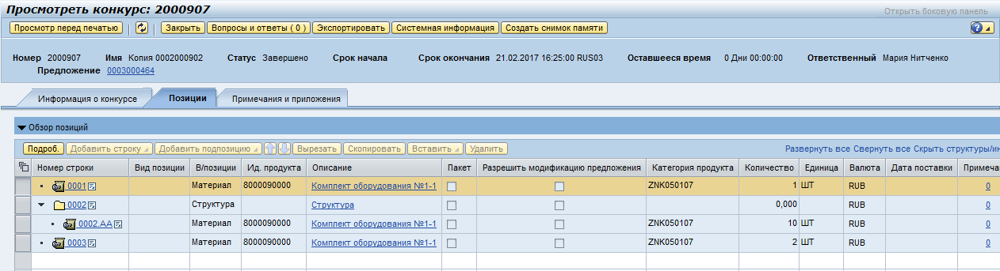 Просмотреть конкурс: 2000907
Открыть боковую панель
Просмотр перед печатью Закрыть Вопросы и ответы ( 0 ) Экспортировать Системная информация Создать снимок памяти
Номер 2000907 Имя Копия 0002000902 Статус Завершено Срок начала Срок окончания 21.02.2017 16:25:00 RUS03 Оставшееся время 0 Дни 00:00:00 Ответственный Мария Нитченко
Предложение 0003000464
Информация о конкурсе Позиции Примечания и приложения
Обзор позиций
Подроб. Добавить строку Добавить подпозицию Вырезать Скопировать Вставить Удалить Развернуть все Свернуть все Скрыть структуры/ин
Номер строки Вид позиции В/позиции Ид. продукта Описание Пакет Разрешить модификацию предложения Категория продукта Количество Единица Валюта Дата поставки Примечан
0001 Материал 8000090000 Комплект оборудования №1-1 ZNK050107 1 ШТ RUB 0
0002 Структура Структура 0,000 RUB 0
0002.АА Материал 8000090000 Комплект оборудования №1-1 ZNK050107 10 ШТ RUB 0
0003 Материал 8000090000 Комплект оборудования №1-1 ZNK050107 2 ШТ RUB 0